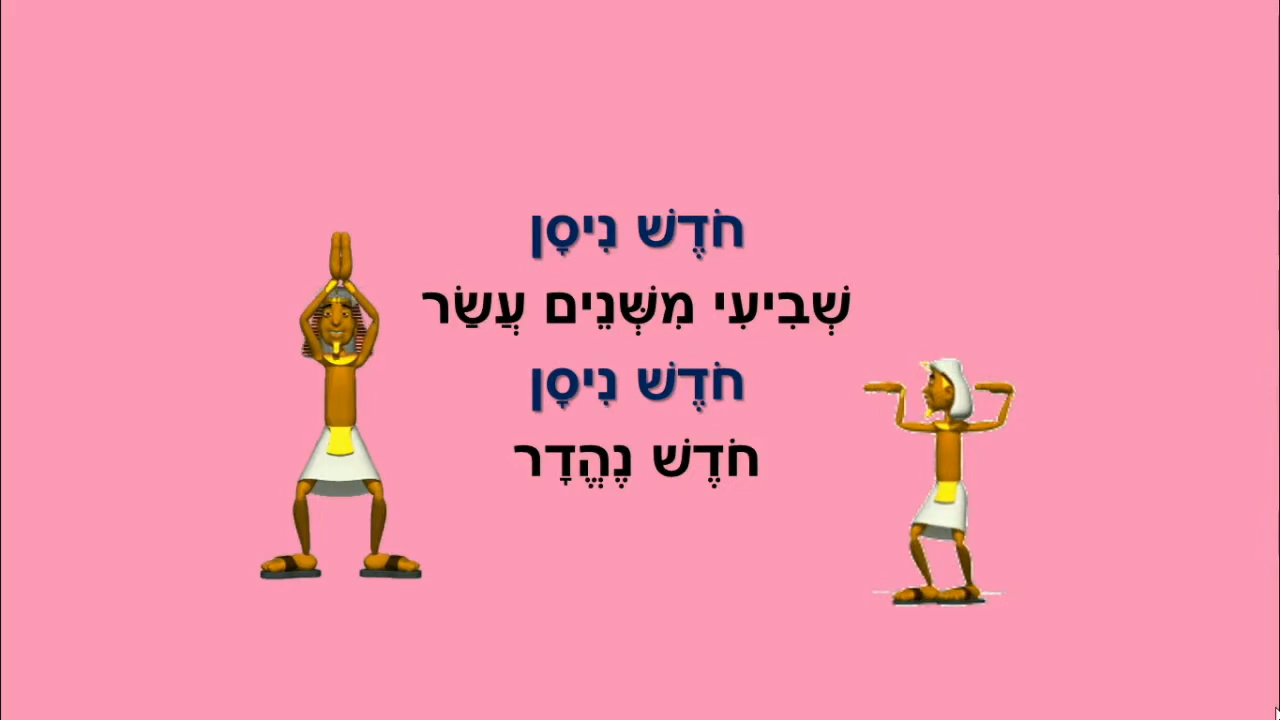 חֹדֶשׁ נִיסָן
שְׁבִיעִי מִשְּׁנֵים עֲשַׂר
חֹדֶשׁ נִיסָן
חֹדֶשׁ נֶהֱדָר